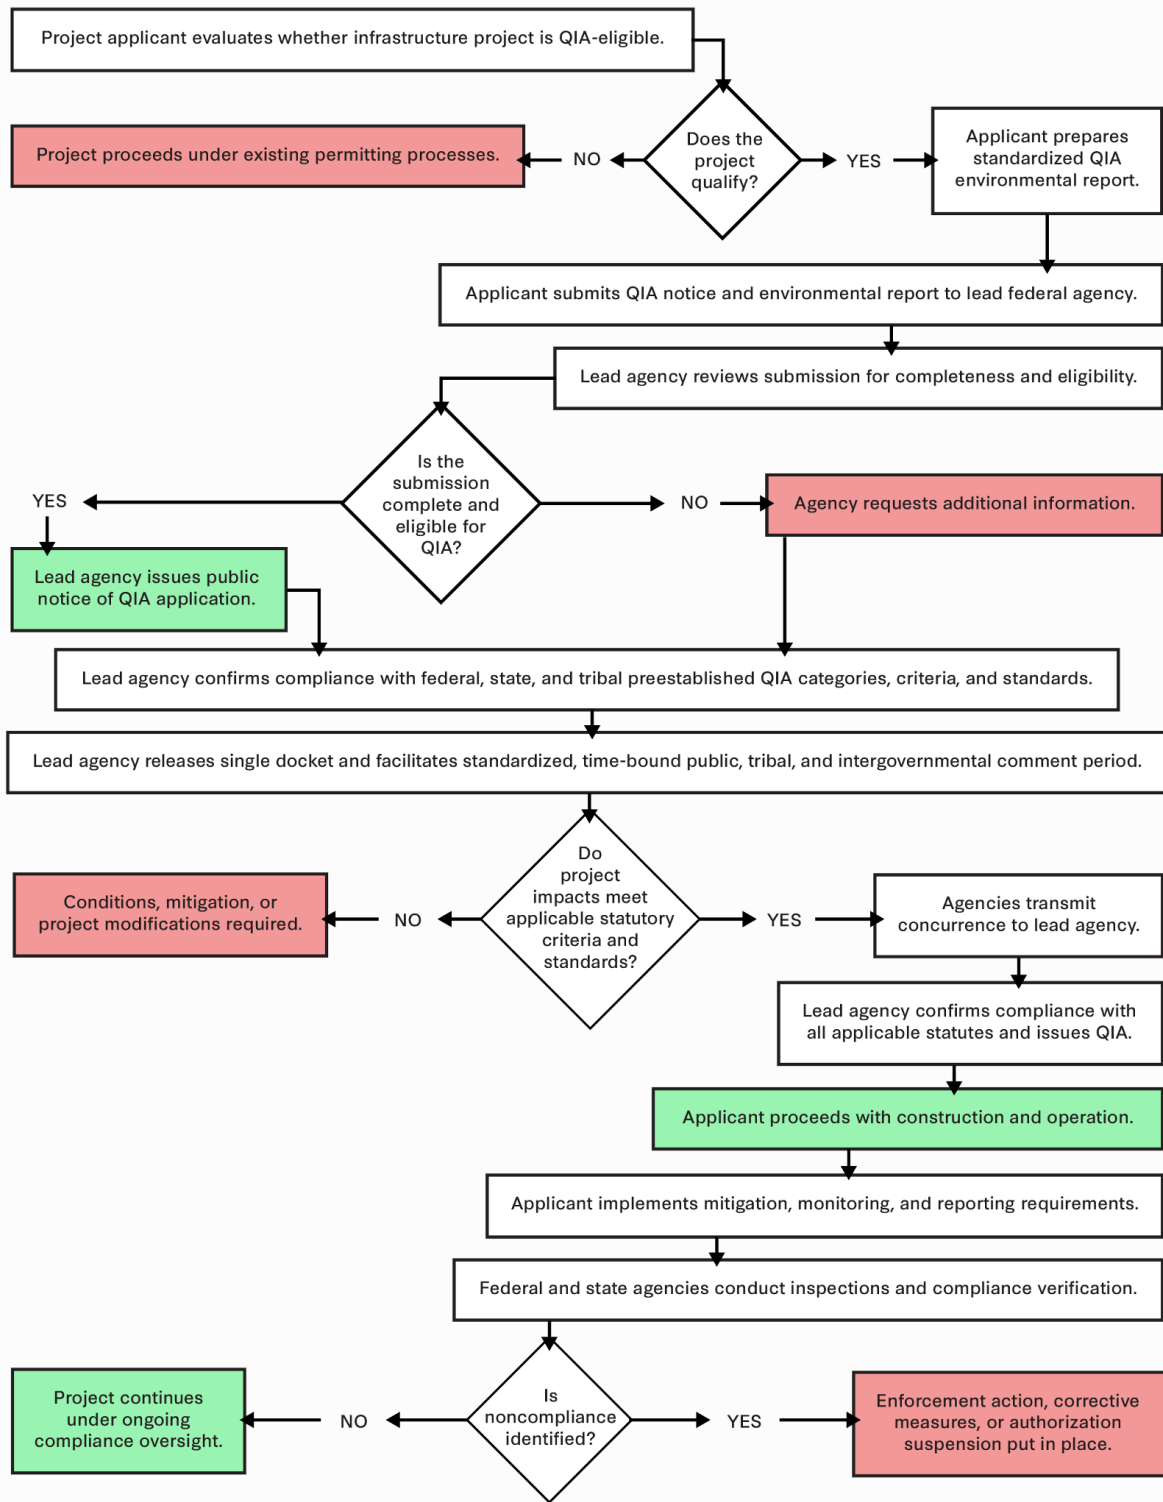 Project applicant evaluates whether infrastructure project is QIA-eligible.
Does the
project
qualify?
NO
YES
Project proceeds under existing permitting processes.
Applicant prepares
standardized QIA
environmental report.
Applicant submits QIA notice and environmental report to lead federal agency.
Lead agency reviews submission for completeness and eligibility.
Is the
submission
complete and
eligible for
QIA?
YES
NO
Agency requests additional information.
Lead agency issues public
notice of QIA application.
Lead agency confirms compliance with federal, state, and tribal preestablished QIA categories, criteria, and standards.
Lead agency releases single docket and facilitates standardized, time-bound public, tribal, and intergovernmental comment period.
Do
project
impacts meet
applicable statutory
criteria and
standards?
NO
YES
Conditions, mitigation, or
project modifications required.
Agencies transmit
concurrence to lead agency.
Lead agency confirms compliance with
all applicable statutes and issues QIA.
Applicant proceeds with construction and operation.
Applicant implements mitigation, monitoring, and reporting requirements.
Federal and state agencies conduct inspections and compliance verification.
Is
noncompliance
identified?
NO
YES
Project continues
under ongoing
compliance oversight.
Enforcement action, corrective
measures, or authorization
suspension put in place.